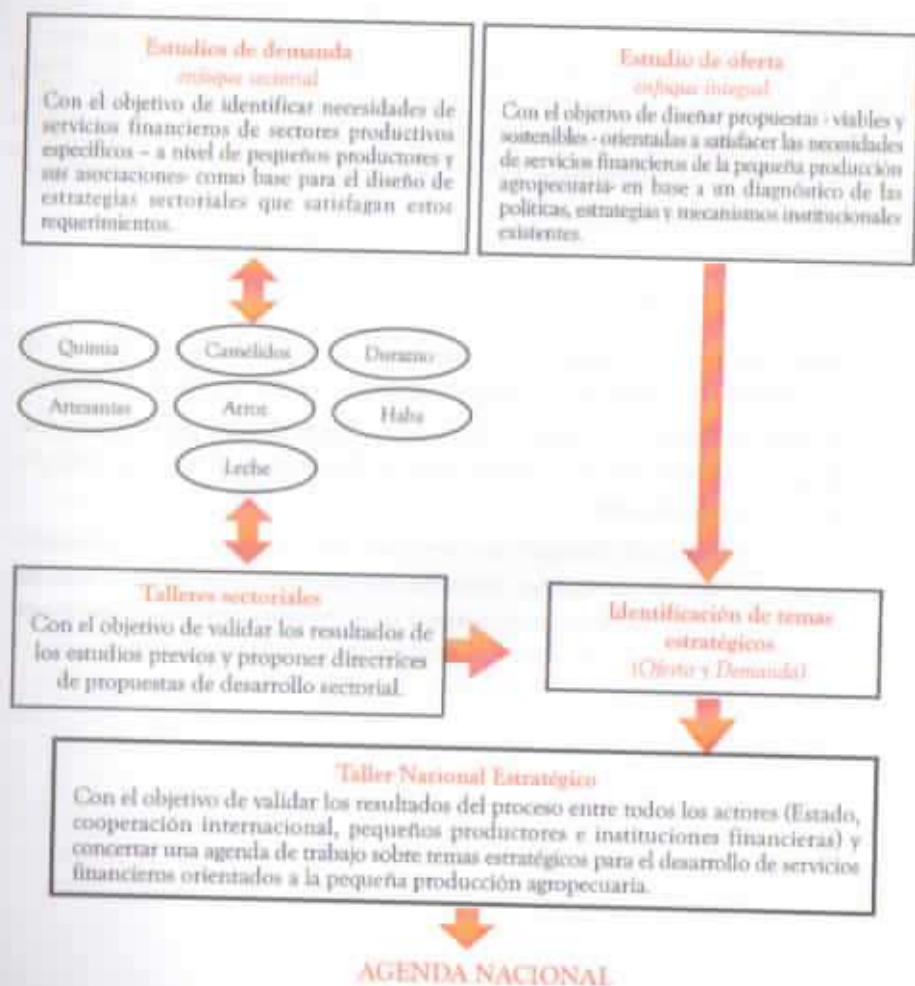 Estudios de demanda
enfoque sectorial
Con el objetivo de identificar necesidades de
servicios financieros de sectores productivos
específicos – a nivel de pequeños productores y
sus asociaciones- como base para el diseño de
estrategias sectoriales que satisfagan estos
requerimientos.
Estudio de oferta
enfoque integral
Con el objetivo de diseñar propuestas - viables y
sostenibles - orientadas a satisfacer las necesidades
de servicios financieros de la pequeña producción
agropecuaria- en base a un diagnóstico de las
políticas, estrategias y mecanismos institucionales
existentes.
Quinua
Camélidos
Durazno
Artesanías
Arroz
Haba
Leche
Talleres sectoriales
Con el objetivo de validar los resultados de
los estudios previos y proponer directrices
de propuestas de desarrollo sectorial.
Identificación de temas
estratégicos
(Oferta y Demanda)
Taller Nacional Estratégico
Con el objetivo de validar los resultados del proceso entre todos los actores (Estado,
cooperación internacional, pequeños productores e instituciones financieras) y
concertar una agenda de trabajo sobre temas estratégicos para el desarrollo de servicios
financieros orientados a la pequeña producción agropecuaria.
AGENDA NACIONAL